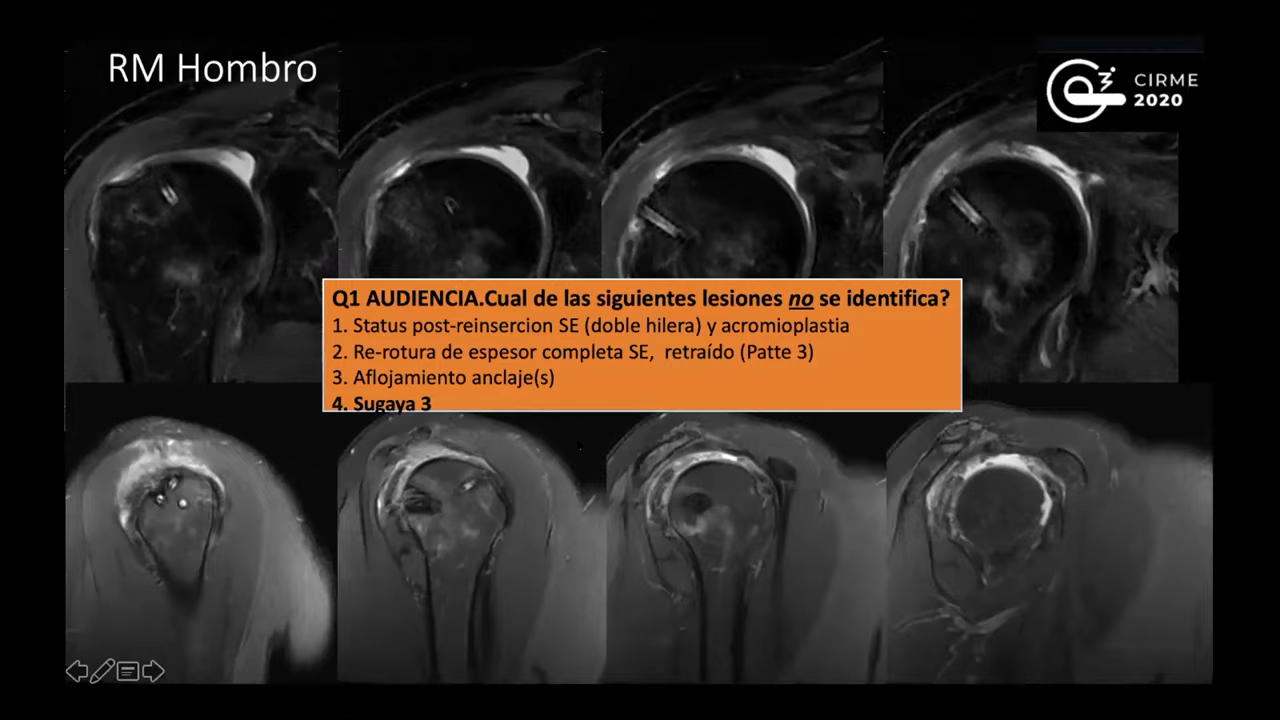 RM Hombro
CIRME
2020
Q1 AUDIENCIA.Cual de las siguientes lesiones no se identifica?
1. Status post-reinsercion SE (doble hilera) y acromioplastia
2. Re-rotura de espesor completa SE, retraído (Patte 3)
3. Aflojamiento anclaje(s)
4. Sugaya 3